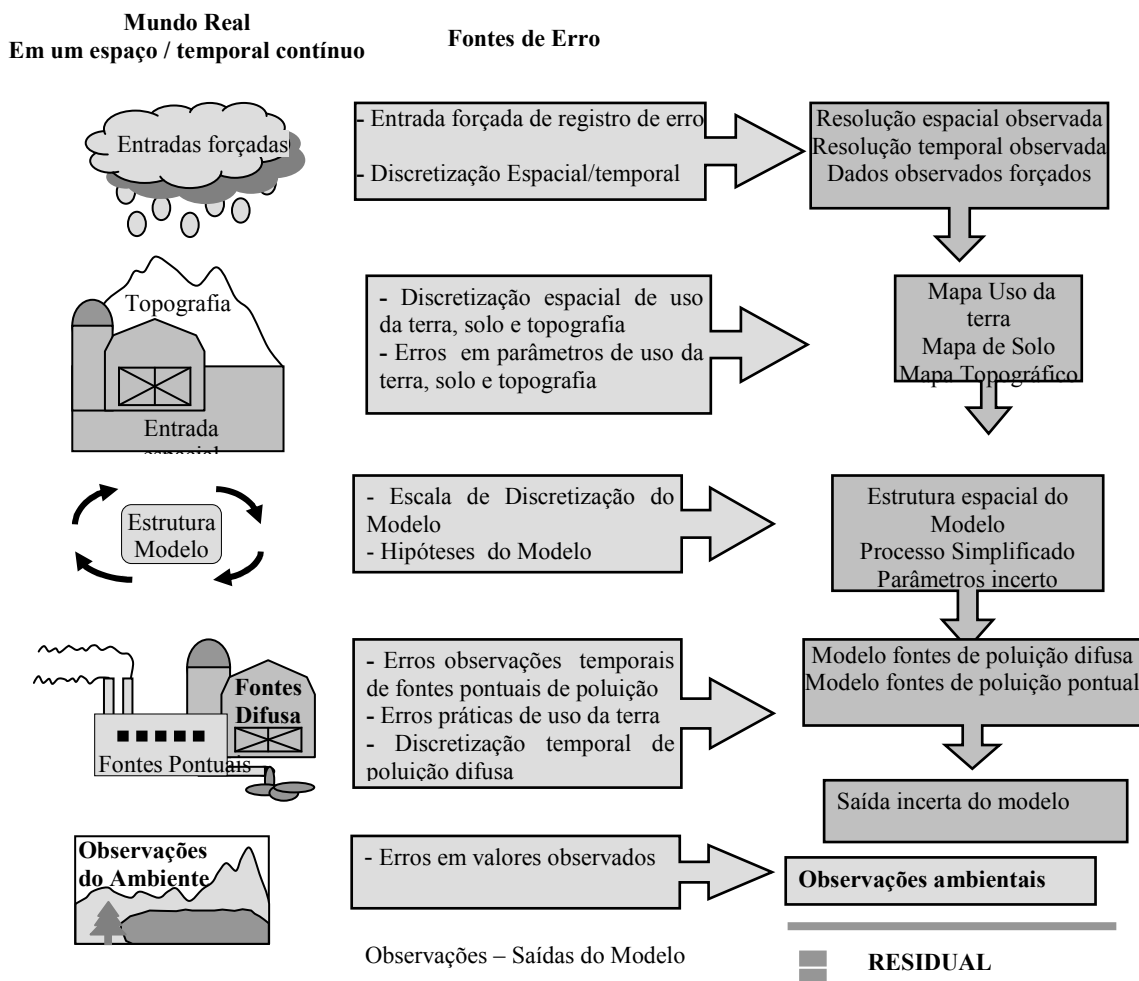 Mundo Real
Em um espaço / temporal contínuo
Fontes de Erro
Entradas forçadas
- Entrada forçada de registro de erro
- Discretização Espacial/temporal
Resolução espacial observada
Resolução temporal observada
Dados observados forçados
Topografia
Entrada
espacial
- Discretização espacial de uso
da terra, solo e topografia
- Erros em parâmetros de uso da
terra, solo e topografia
Mapa Uso da
terra
Mapa de Solo
Mapa Topográfico
Estrutura
Modelo
- Escala de Discretização do
Modelo
- Hipóteses do Modelo
Estrutura espacial do
Modelo
Processo Simplificado
Parâmetros incerto
Fontes
Difusa
Fontes Pontuais
- Erros observações temporais
de fontes pontuais de poluição
- Erros práticas de uso da terra
- Discretização temporal de
poluição difusa
Modelo fontes de poluição difusa
Modelo fontes de poluição pontual
Saída incerta do modelo
Observações
do Ambiente
- Erros em valores observados
Observações ambientais
Observações – Saídas do Modelo
RESIDUAL